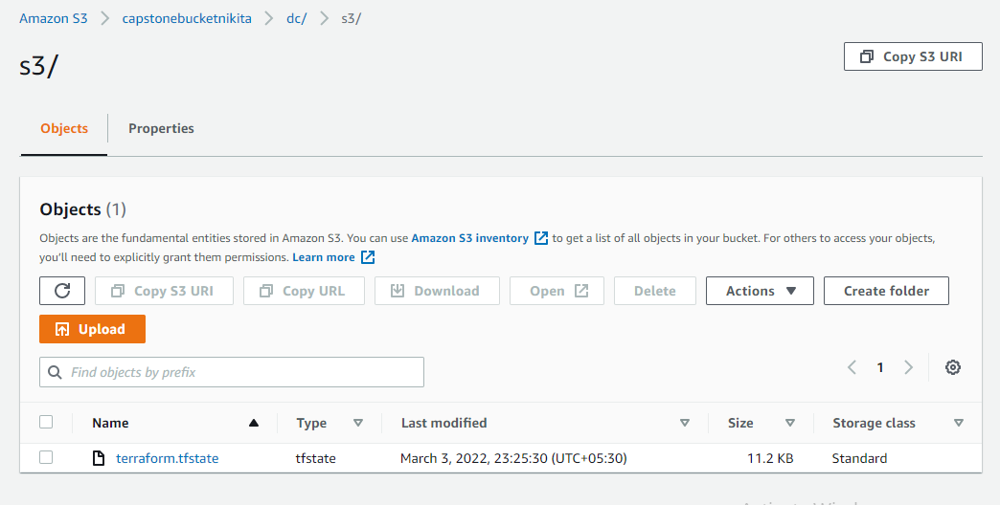 Amazon S3 > capstonebucketnikita > dc/ > s3/
s3/
Copy S3 URI
Objects
Properties
Objects (1)
Objects are the fundamental entities stored in Amazon S3. You can use Amazon S3 inventory to get a list of all objects in your bucket. For others to access your objects,
you'll need to explicitly grant them permissions. Learn more
Copy S3 URI Copy URL Download Open Delete Actions Create folder
Upload
Find objects by prefix
1
Name Type Last modified Size Storage class
terraform.tfstate tfstate March 3, 2022, 23:25:30 (UTC+05:30) 11.2 KB Standard